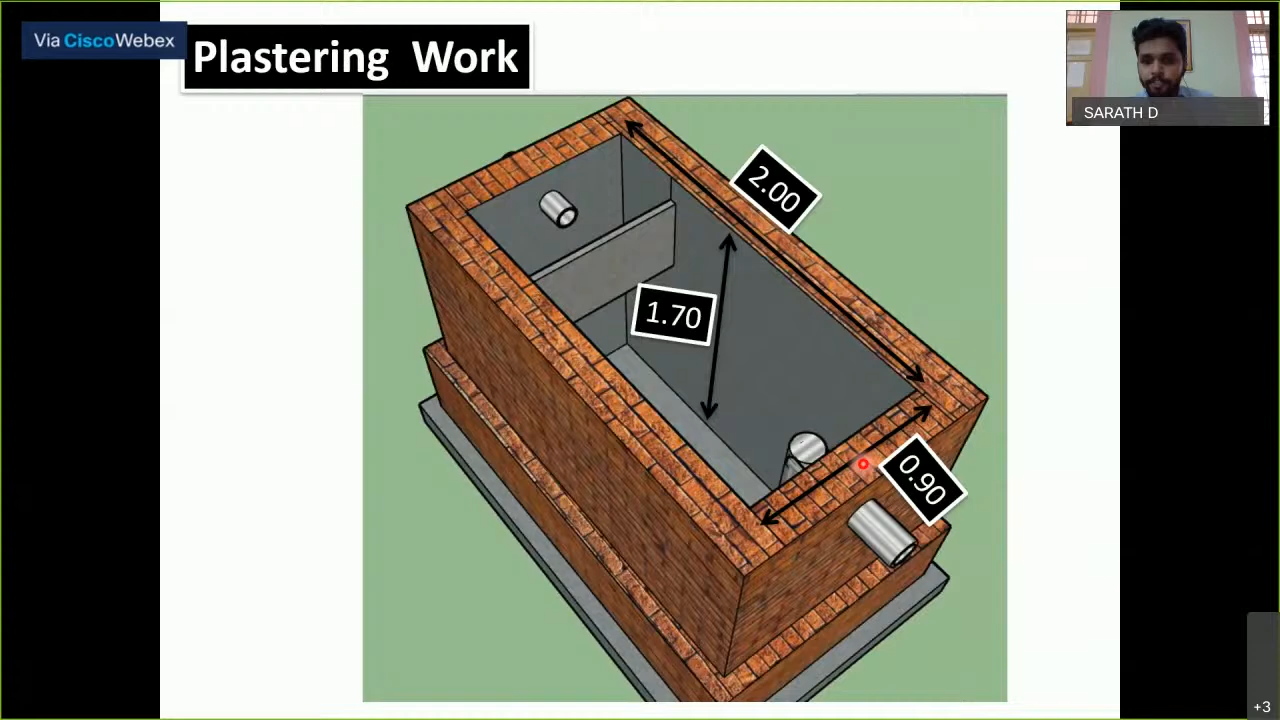 Via CiscoWebex
Plastering Work
SARATH D
2.00
1.70
0.90
+3